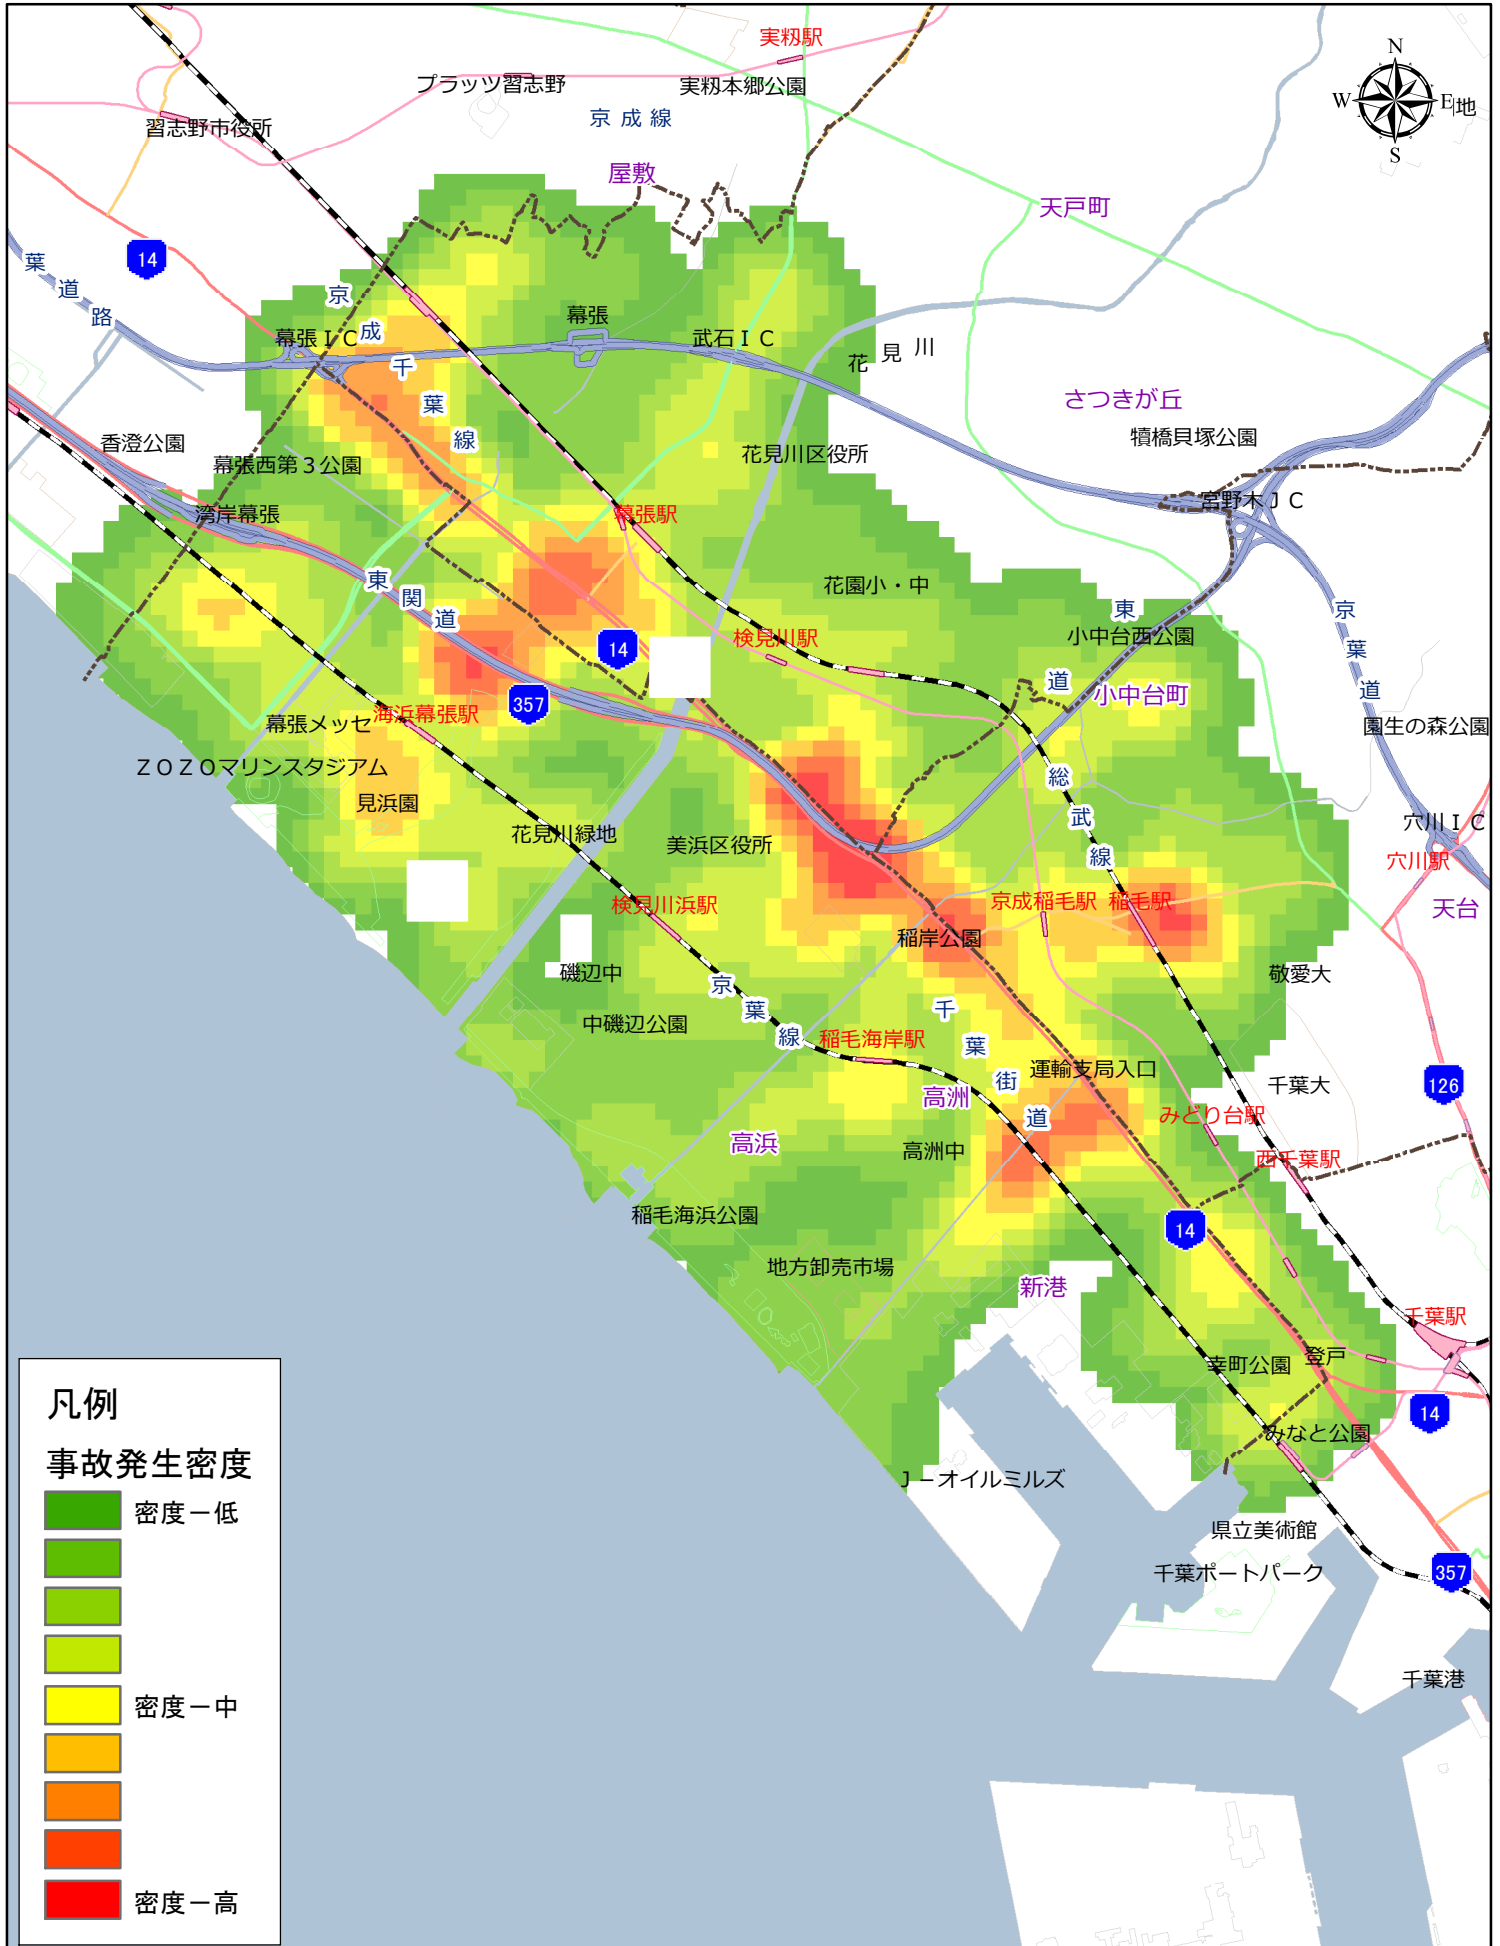 実籾駅
N
プラッツ習志野
実籾本郷公園
W
E
地
京成線
習志野市役所
S
屋敷
天戸町
14
葉道路
京成千葉線
幕張ＩＣ
幕張
武石ＩＣ
花見川
さつきが丘
香澄公園
幕張西第３公園
花見川区役所
犢橋貝塚公園
湾岸幕張
幕張駅
宮野木ＪＣ
東関道
花園小・中
東
道
京葉道
14
検見川駅
小中台西公園
357
小中台町
幕張メッセ
海浜幕張駅
園生の森公園
ＺＯＺＯマリンスタジアム
見浜園
総武線
花見川緑地
美浜区役所
穴川ＩＣ
穴川駅
検見川浜駅
京成稲毛駅
稲毛駅
天台
稲岸公園
磯辺中
敬愛大
京葉線
中磯辺公園
千葉街道
稲毛海岸駅
運輸支局入口
千葉大
126
高洲
みどり台駅
高浜
高洲中
西千葉駅
稲毛海浜公園
14
地方卸売市場
新港
千葉駅
幸町公園
登戸
14
みなと公園
Ｊ－オイルミルズ
県立美術館
千葉ポートパーク
357
千葉港
凡例
事故発生密度
密度－低
密度－中
密度－高